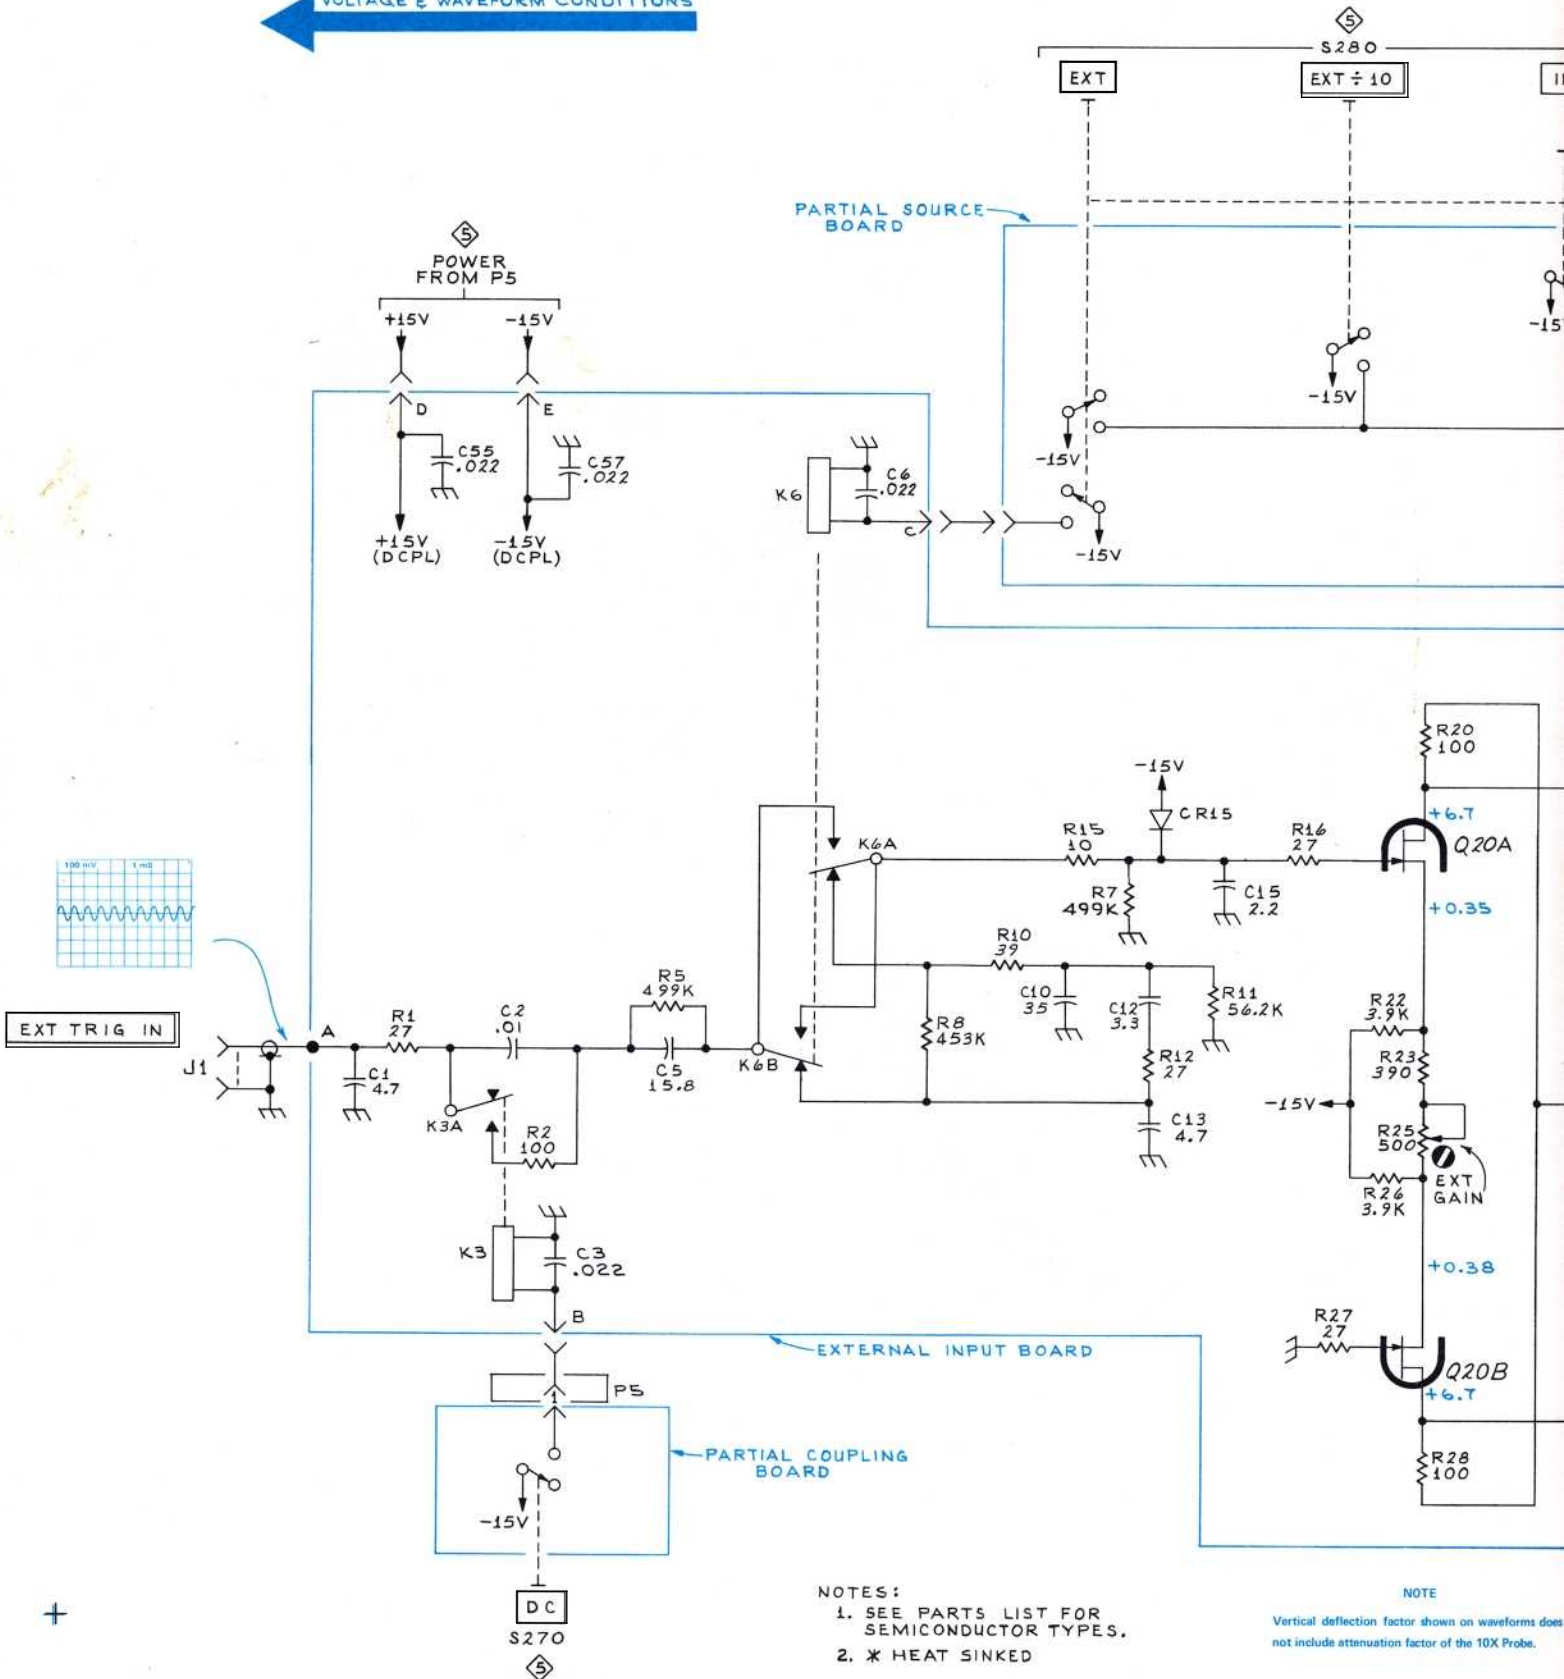 VOLTAGE & WAVEFORM CONDITIONS
5
S280
EXT
EXT ÷ 10
PARTIAL SOURCE
BOARD
5
POWER
FROM P5
+15V
-15V
D
E
C55
.022
C57
.022
+15V
(DCPL)
-15V
(DCPL)
K6
C6
.022
C
-15V
-15V
-15V
-15
R20
100
+6.7
Q20A
+0.35
-15V
CR15
R15
10
R16
27
K6A
R7
499K
C15
2.2
R10
39
C10
35
C12
3.3
R11
56.2K
R8
453K
R12
27
C13
4.7
100 mV
1 mS
EXT TRIG IN
J1
A
R1
27
C1
4.7
C2
.01
K3A
R2
100
R5
499K
C5
15.8
K6B
R22
3.9K
R23
390
-15V
R25
500
EXT
GAIN
R26
3.9K
+0.38
K3
C3
.022
B
R27
27
Q20B
+6.7
EXTERNAL INPUT BOARD
1
P5
PARTIAL COUPLING
BOARD
-15V
R28
100
DC
S270
5
NOTES:
1. SEE PARTS LIST FOR
SEMICONDUCTOR TYPES.
2. * HEAT SINKED
NOTE
Vertical deflection factor shown on waveforms does
not include attenuation factor of the 10X Probe.